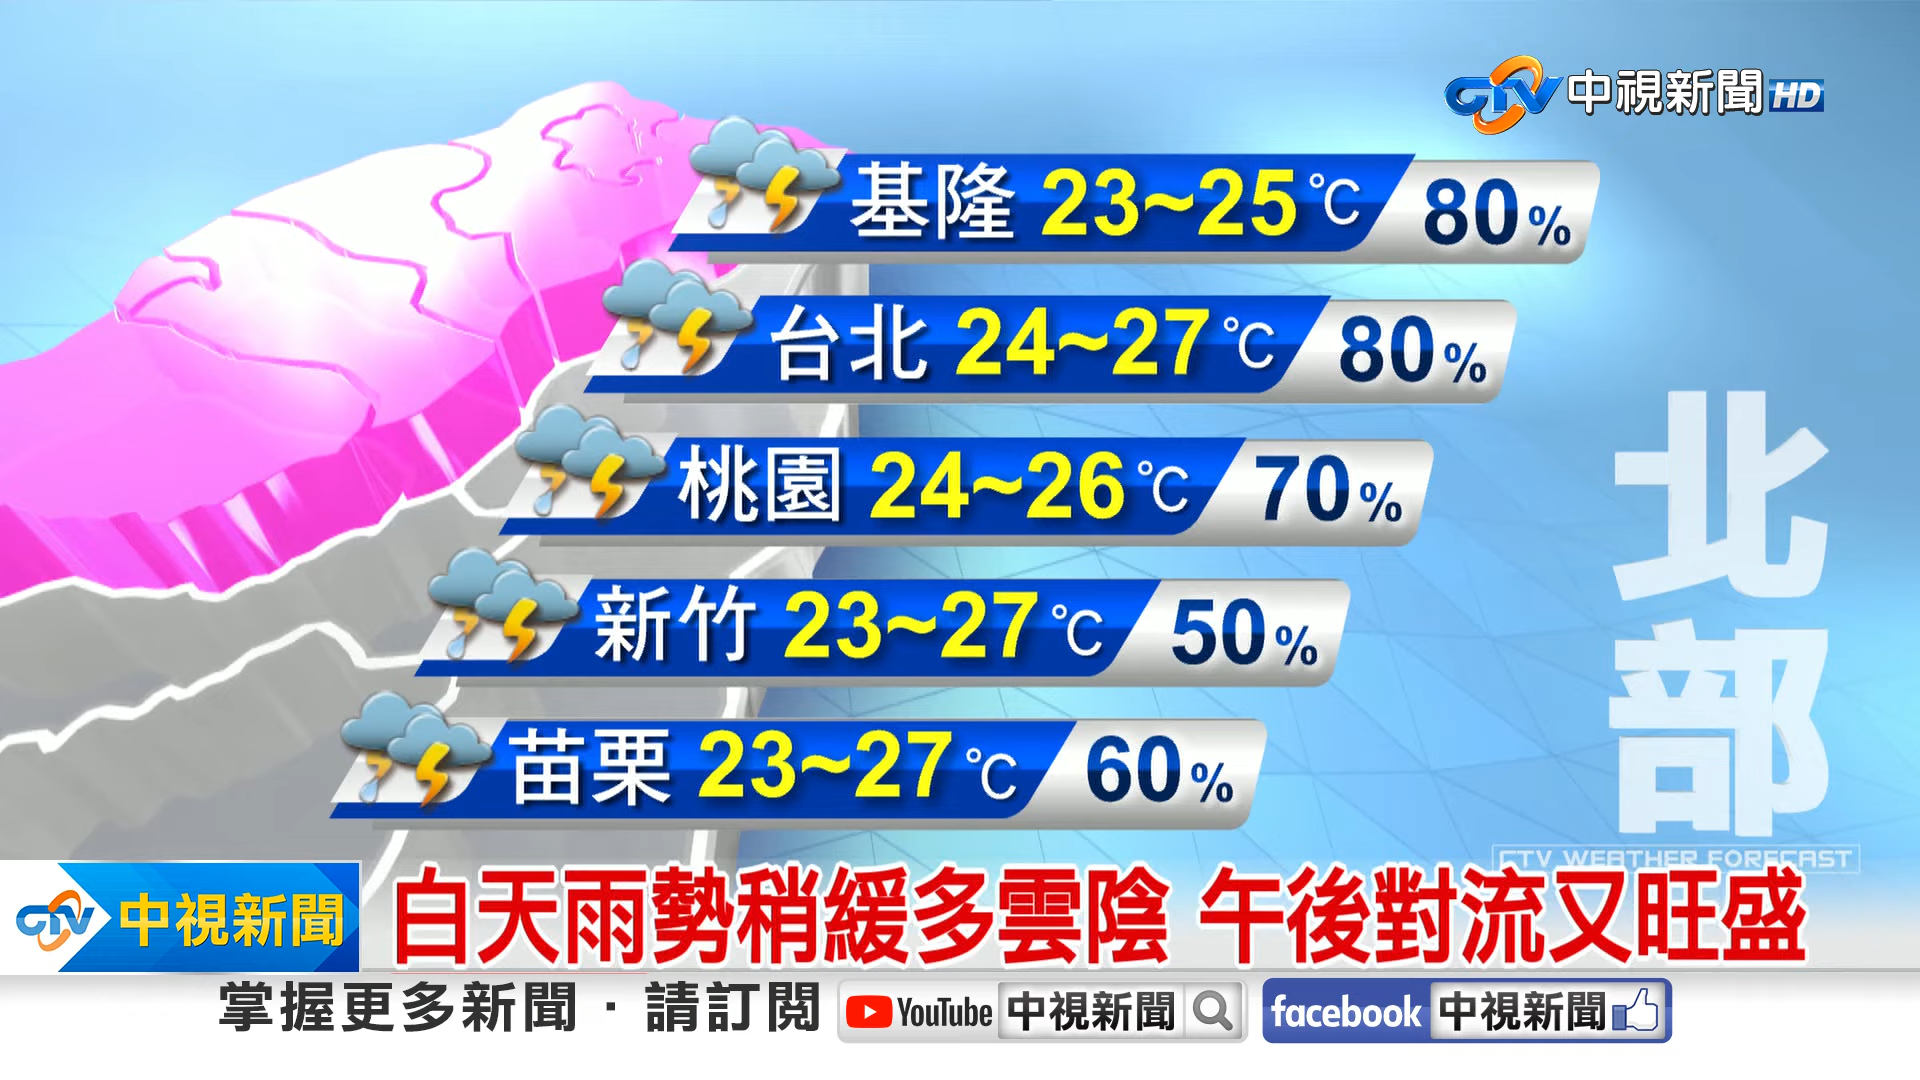 CTV 中視新聞 HD
基隆 23~25 ℃ 80%
台北 24~27 ℃ 80%
桃園 24~26 ℃ 70%
新竹 23~27 ℃ 50%
苗栗 23~27 ℃ 60%
北部
CTV WEATHER FORECAST
CTV 中視新聞
白天雨勢稍緩多雲陰 午後對流又旺盛
掌握更多新聞·請訂閱 YouTube 中視新聞 facebook 中視新聞